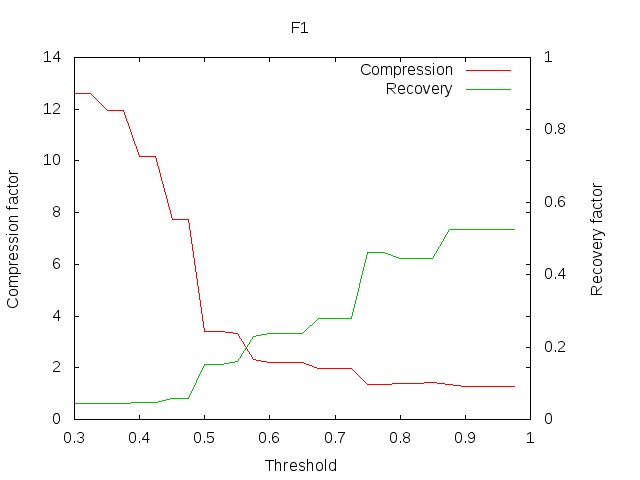 F1
Compression
Recovery
14
12
10
8
6
4
2
0
Compression factor
1
0.8
0.6
0.4
0.2
0
Recovery factor
0.3 0.4 0.5 0.6 0.7 0.8 0.9 1
Threshold